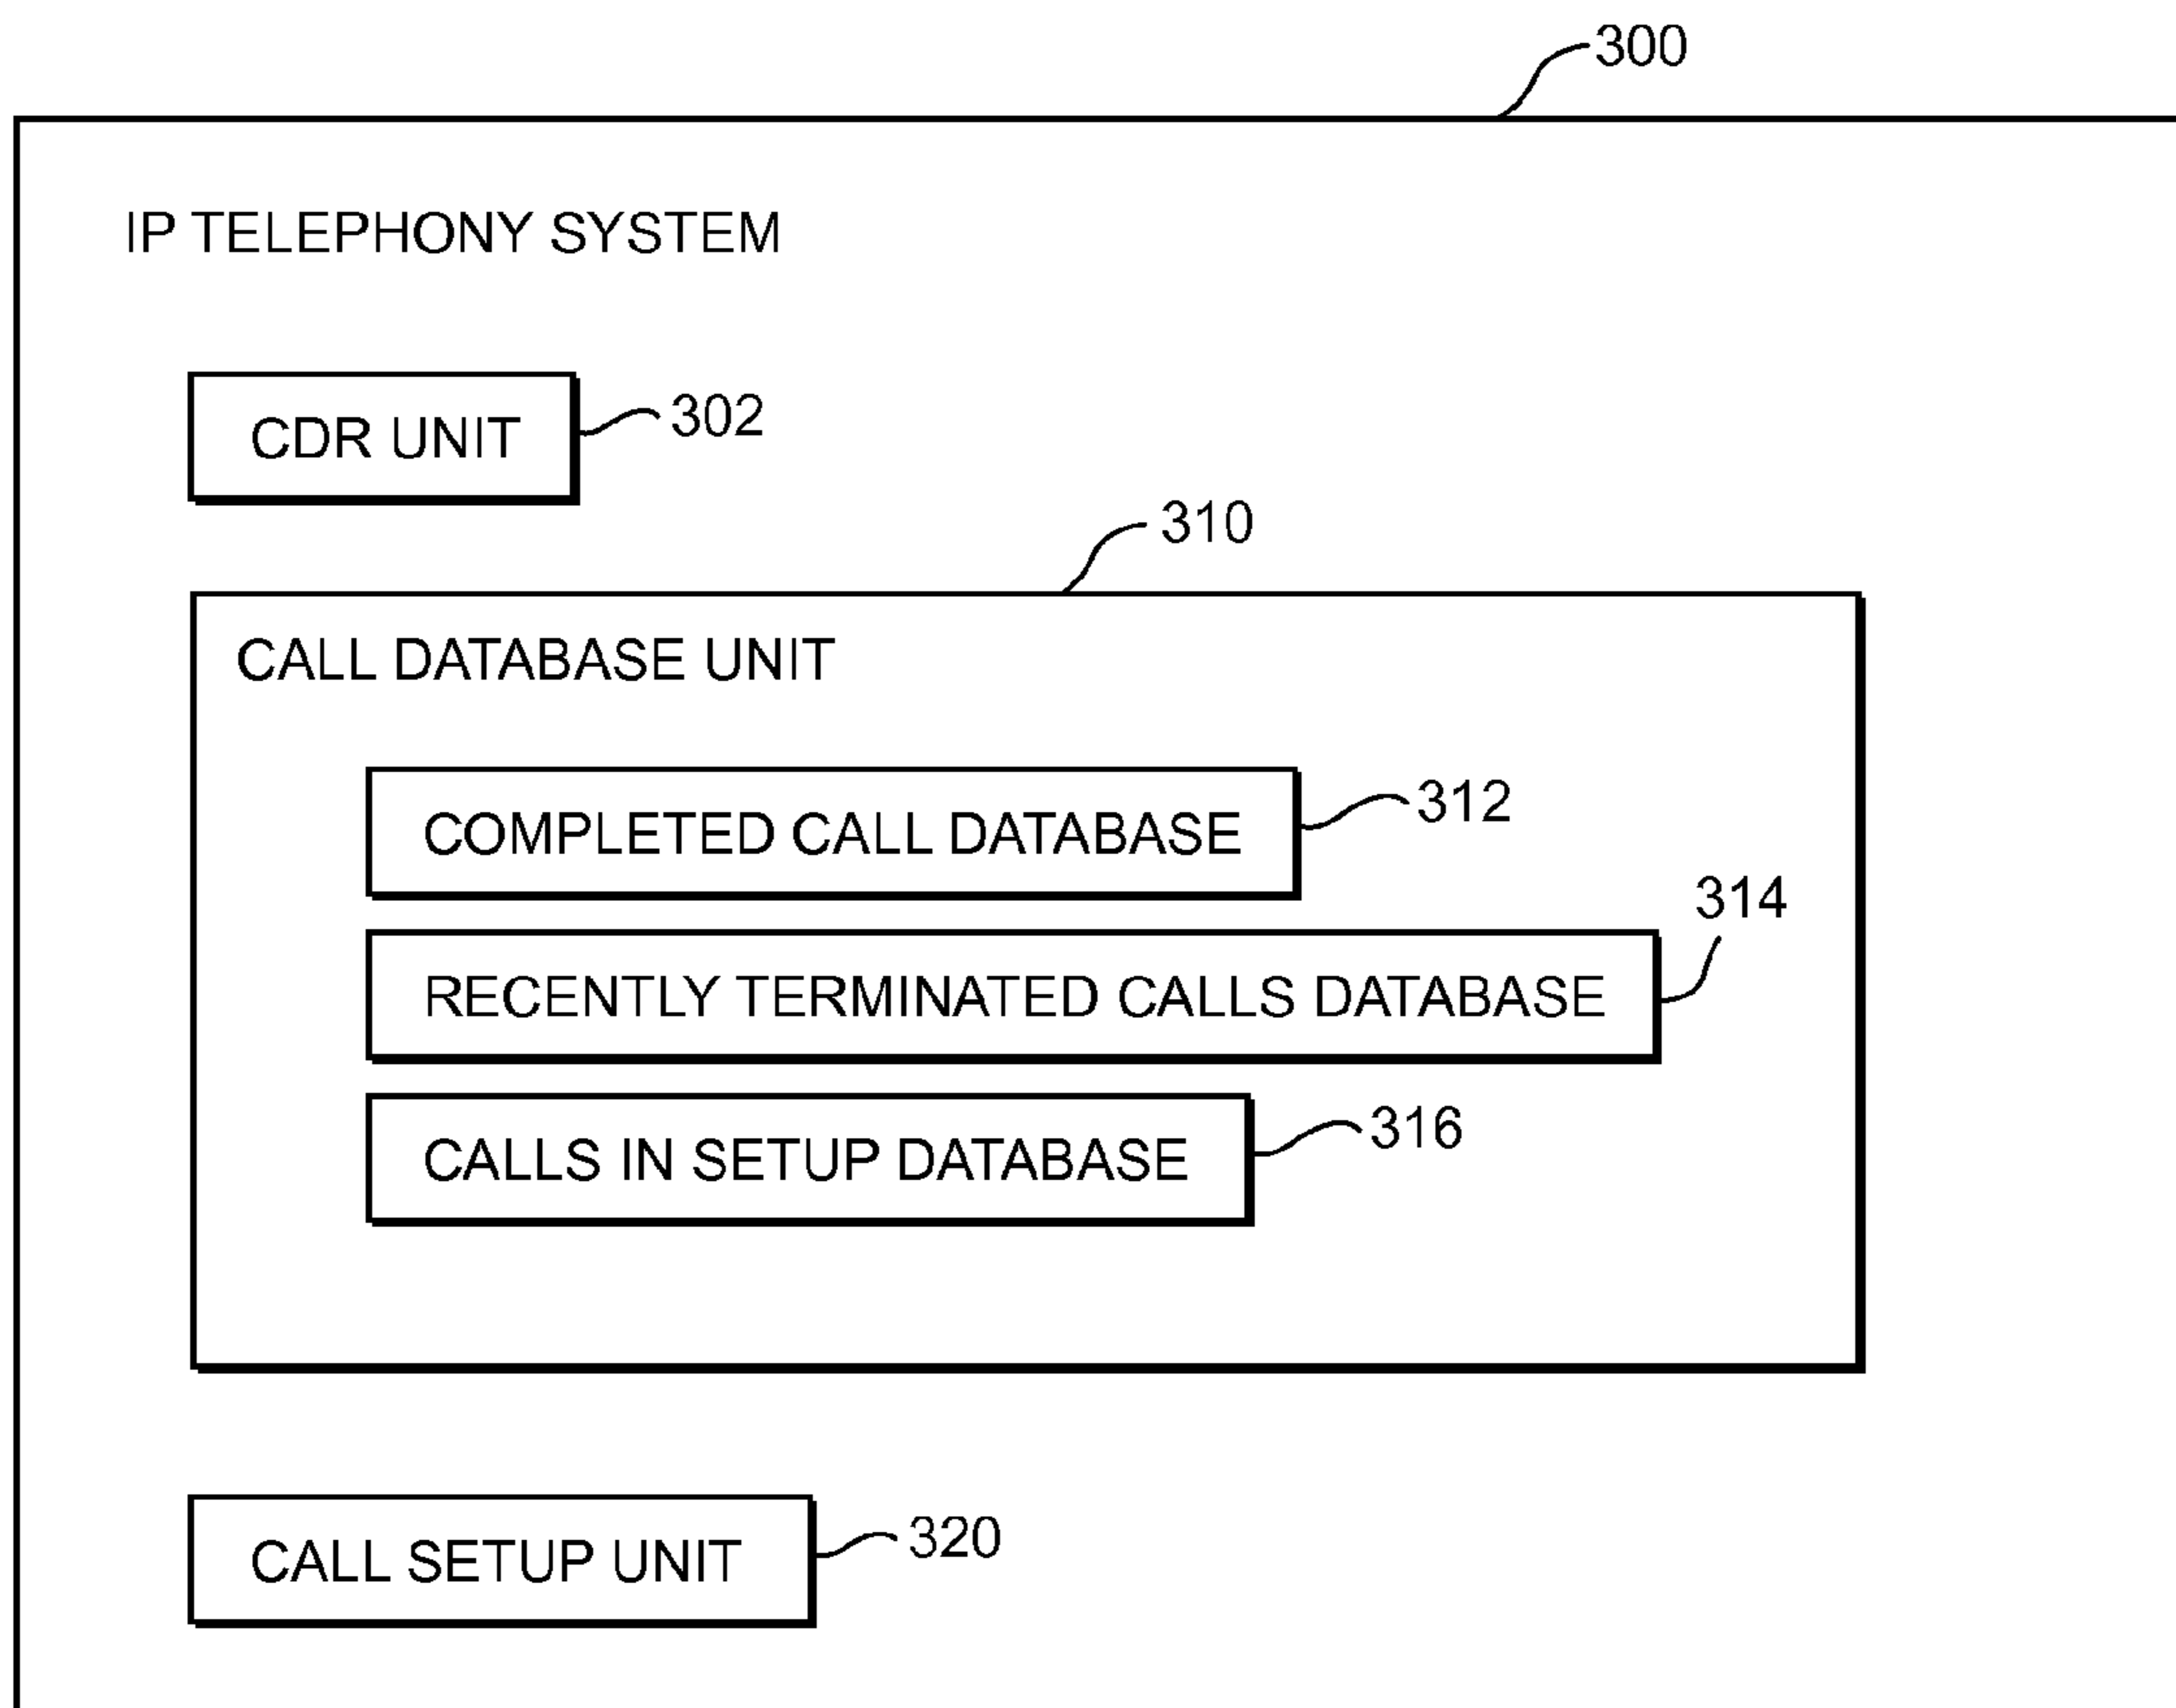 300
IP TELEPHONY SYSTEM
CDR UNIT
302
310
CALL DATABASE UNIT
COMPLETED CALL DATABASE
312
314
RECENTLY TERMINATED CALLS DATABASE
CALLS IN SETUP DATABASE
316
CALL SETUP UNIT
320